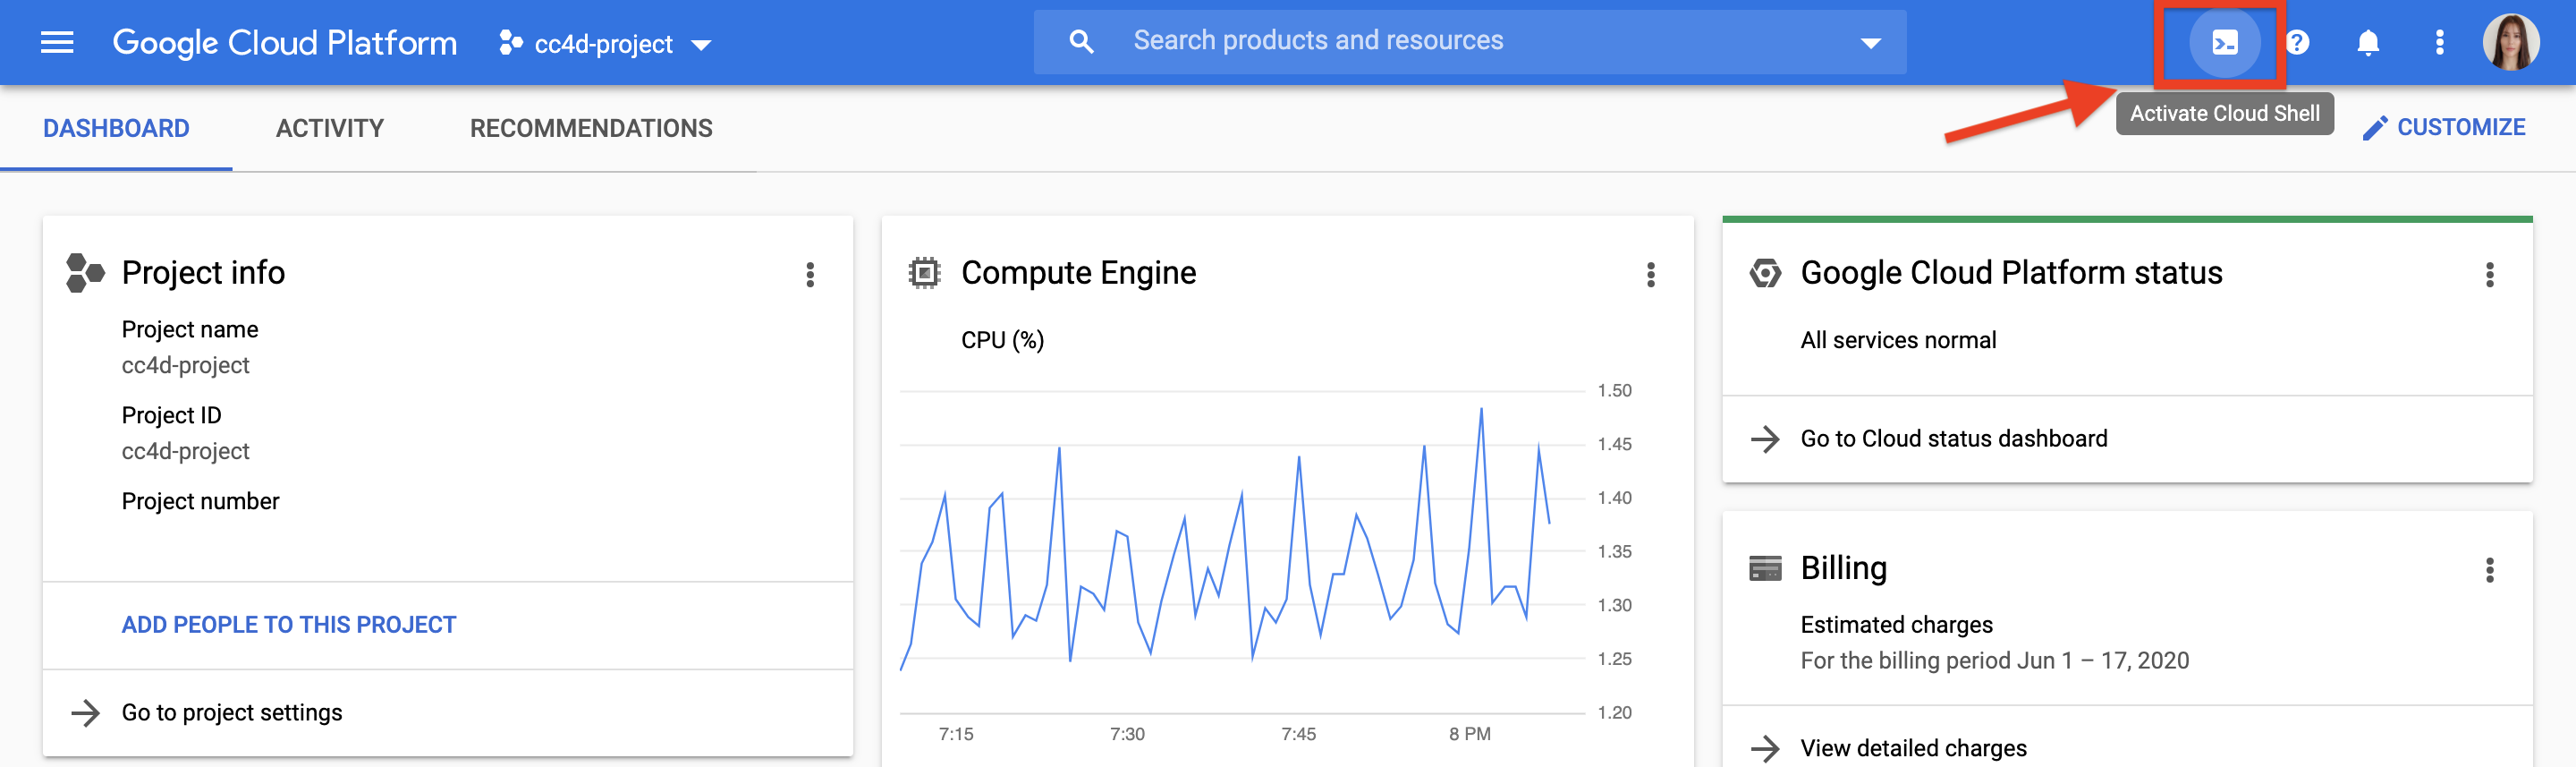 Google Cloud Platform
cc4d-project
Search products and resources
Activate Cloud Shell
DASHBOARD
ACTIVITY
RECOMMENDATIONS
CUSTOMIZE
Project info
Project name
cc4d-project
Project ID
cc4d-project
Project number
ADD PEOPLE TO THIS PROJECT
Go to project settings
Compute Engine
CPU (%)
1.50
1.45
1.40
1.35
1.30
1.25
1.20
7:15
7:30
7:45
8 PM
Google Cloud Platform status
All services normal
Go to Cloud status dashboard
Billing
Estimated charges
For the billing period Jun 1 – 17, 2020
View detailed charges